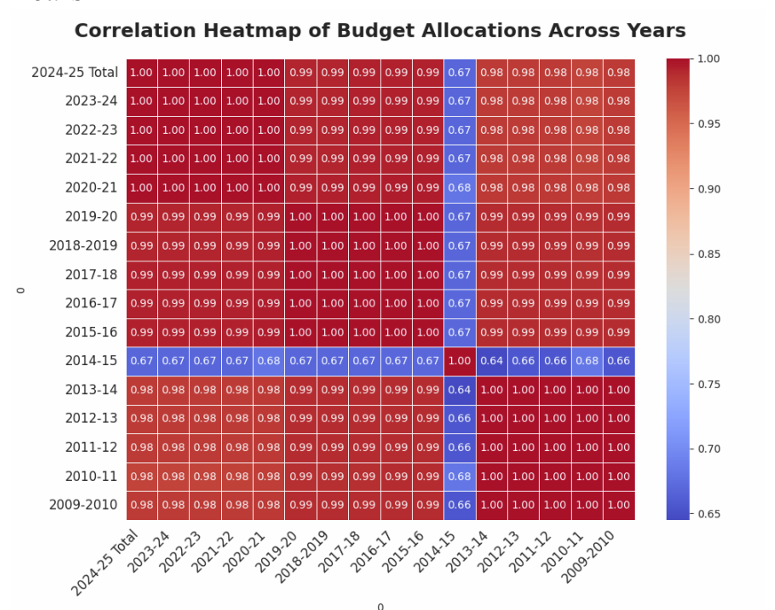 Correlation Heatmap of Budget Allocations Across Years
2024-25 Total 1.00 1.00 1.00 1.00 1.00 0.99 0.99 0.99 0.99 0.99 0.67 0.98 0.98 0.98 0.98 0.98
2023-24 1.00 1.00 1.00 1.00 1.00 0.99 0.99 0.99 0.99 0.99 0.67 0.98 0.98 0.98 0.98 0.98
2022-23 1.00 1.00 1.00 1.00 1.00 0.99 0.99 0.99 0.99 0.99 0.67 0.98 0.98 0.98 0.98 0.98
2021-22 1.00 1.00 1.00 1.00 1.00 0.99 0.99 0.99 0.99 0.99 0.67 0.98 0.98 0.98 0.98 0.98
2020-21 1.00 1.00 1.00 1.00 1.00 0.99 0.99 0.99 0.99 0.99 0.68 0.98 0.98 0.98 0.98 0.98
2019-20 0.99 0.99 0.99 0.99 0.99 1.00 1.00 1.00 1.00 1.00 0.67 0.99 0.99 0.99 0.99 0.99
2018-2019 0.99 0.99 0.99 0.99 0.99 1.00 1.00 1.00 1.00 1.00 0.67 0.99 0.99 0.99 0.99 0.99
2017-18 0.99 0.99 0.99 0.99 0.99 1.00 1.00 1.00 1.00 1.00 0.67 0.99 0.99 0.99 0.99 0.99
2016-17 0.99 0.99 0.99 0.99 0.99 1.00 1.00 1.00 1.00 1.00 0.67 0.99 0.99 0.99 0.99 0.99
2015-16 0.99 0.99 0.99 0.99 0.99 1.00 1.00 1.00 1.00 1.00 0.67 0.99 0.99 0.99 0.99 0.99
2014-15 0.67 0.67 0.67 0.67 0.68 0.67 0.67 0.67 0.67 0.67 1.00 0.64 0.66 0.66 0.68 0.66
2013-14 0.98 0.98 0.98 0.98 0.98 0.99 0.99 0.99 0.99 0.99 0.64 1.00 1.00 1.00 1.00 1.00
2012-13 0.98 0.98 0.98 0.98 0.98 0.99 0.99 0.99 0.99 0.99 0.66 1.00 1.00 1.00 1.00 1.00
2011-12 0.98 0.98 0.98 0.98 0.98 0.99 0.99 0.99 0.99 0.99 0.66 1.00 1.00 1.00 1.00 1.00
2010-11 0.98 0.98 0.98 0.98 0.98 0.99 0.99 0.99 0.99 0.99 0.68 1.00 1.00 1.00 1.00 1.00
2009-2010 0.98 0.98 0.98 0.98 0.98 0.99 0.99 0.99 0.99 0.99 0.66 1.00 1.00 1.00 1.00 1.00
0
2024-25 Total 2023-24 2022-23 2021-22 2020-21 2019-20 2018-2019 2017-18 2016-17 2015-16 2014-15 2013-14 2012-13 2011-12 2010-11 2009-2010
0
1.00
0.95
0.90
0.85
0.80
0.75
0.70
0.65